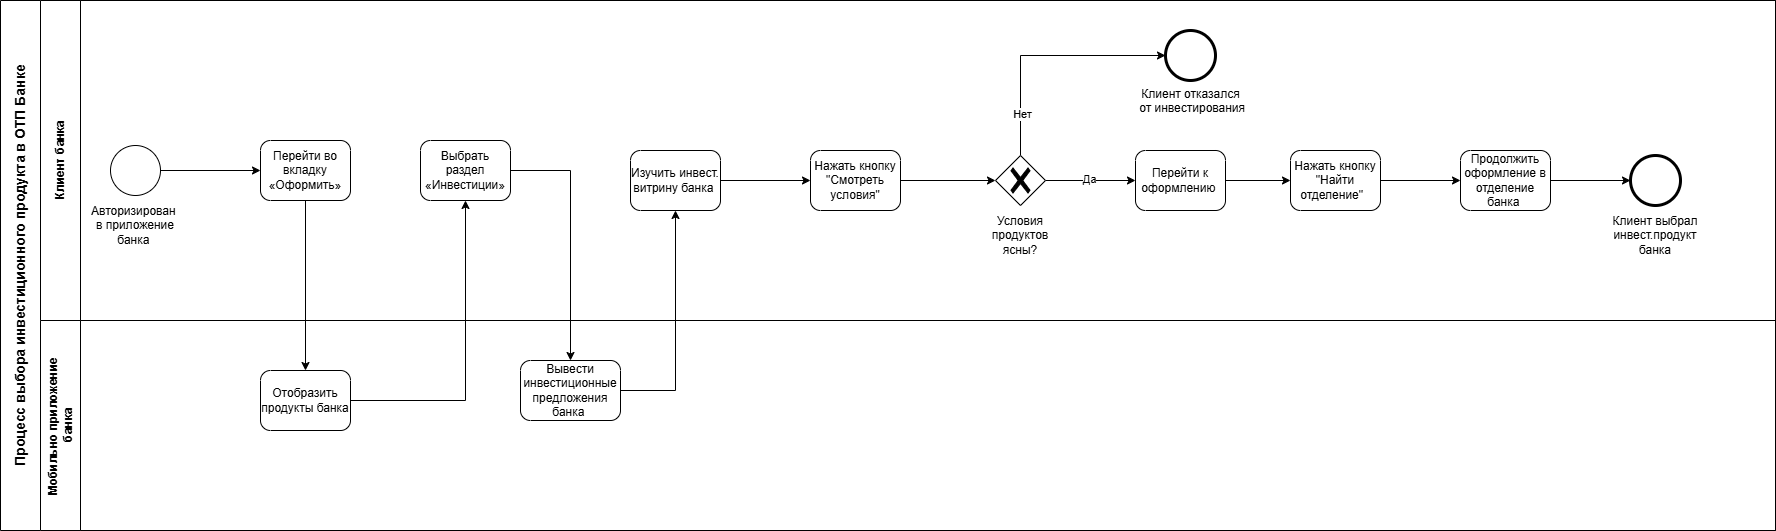 Процесс выбора инвестиционного продукта в ОТП Банке
Клиент банка
Авторизирован
в приложение
банка
Перейти во
вкладку
«Оформить»
Выбрать
раздел
«Инвестиции»
Изучить инвест.
витрину банка
Нажать кнопку
"Смотреть
условия"
Условия
продуктов
ясны?
Нет
Клиент отказался
от инвестирования
Да
Перейти к
оформлению
Нажать кнопку
"Найти
отделение"
Продолжить
оформление в
отделение
банка
Клиент выбрал
инвест.продукт
банка
Мобильно приложение
банка
Отобразить
продукты банка
Вывести
инвестиционные
предложения
банка